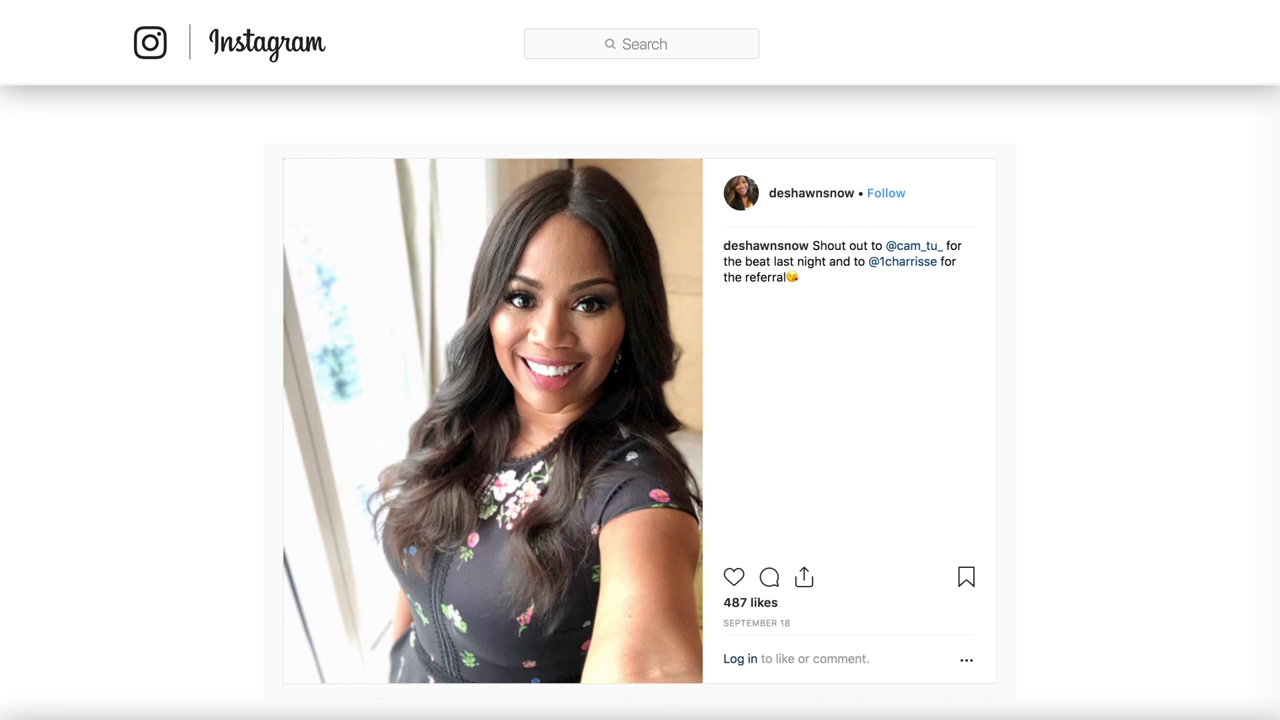 Instagram
Search
deshawnsnow • Follow
deshawnsnow Shout out to @cam_tu_ for
the beat last night and to @1charrisse for
the referral😘
487 likes
SEPTEMBER 18
Log in to like or comment.